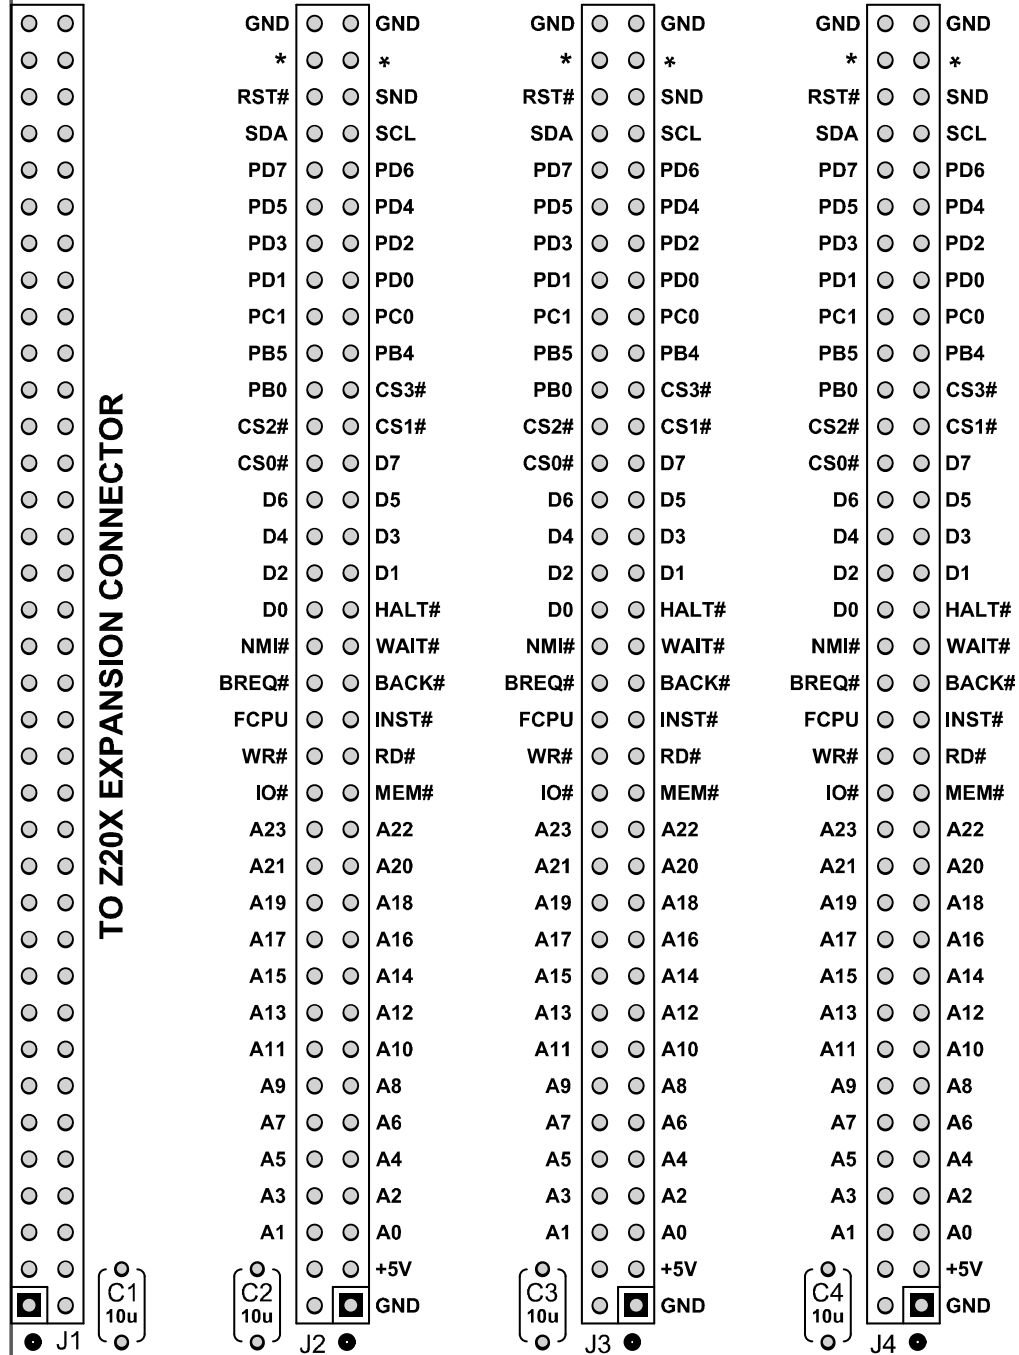 GND GND GND GND GND GND
* * * * * *
RST# SND RST# SND RST# SND
SDA SCL SDA SCL SDA SCL
PD7 PD6 PD7 PD6 PD7 PD6
PD5 PD4 PD5 PD4 PD5 PD4
PD3 PD2 PD3 PD2 PD3 PD2
PD1 PD0 PD1 PD0 PD1 PD0
PC1 PC0 PC1 PC0 PC1 PC0
PB5 PB4 PB5 PB4 PB5 PB4
PB0 CS3# PB0 CS3# PB0 CS3#
CS2# CS1# CS2# CS1# CS2# CS1#
CS0# D7 CS0# D7 CS0# D7
D6 D5 D6 D5 D6 D5
D4 D3 D4 D3 D4 D3
D2 D1 D2 D1 D2 D1
D0 HALT# D0 HALT# D0 HALT#
NMI# WAIT# NMI# WAIT# NMI# WAIT#
BREQ# BACK# BREQ# BACK# BREQ# BACK#
FCPU INST# FCPU INST# FCPU INST#
WR# RD# WR# RD# WR# RD#
IO# MEM# IO# MEM# IO# MEM#
A23 A22 A23 A22 A23 A22
A21 A20 A21 A20 A21 A20
A19 A18 A19 A18 A19 A18
A17 A16 A17 A16 A17 A16
A15 A14 A15 A14 A15 A14
A13 A12 A13 A12 A13 A12
A11 A10 A11 A10 A11 A10
A9 A8 A9 A8 A9 A8
A7 A6 A7 A6 A7 A6
A5 A4 A5 A4 A5 A4
A3 A2 A3 A2 A3 A2
A1 A0 A1 A0 A1 A0
+5V +5V +5V
C1 C2 C3 C4
10u 10u GND 10u GND 10u GND
J1 J2 J3 J4
TO Z20X EXPANSION CONNECTOR